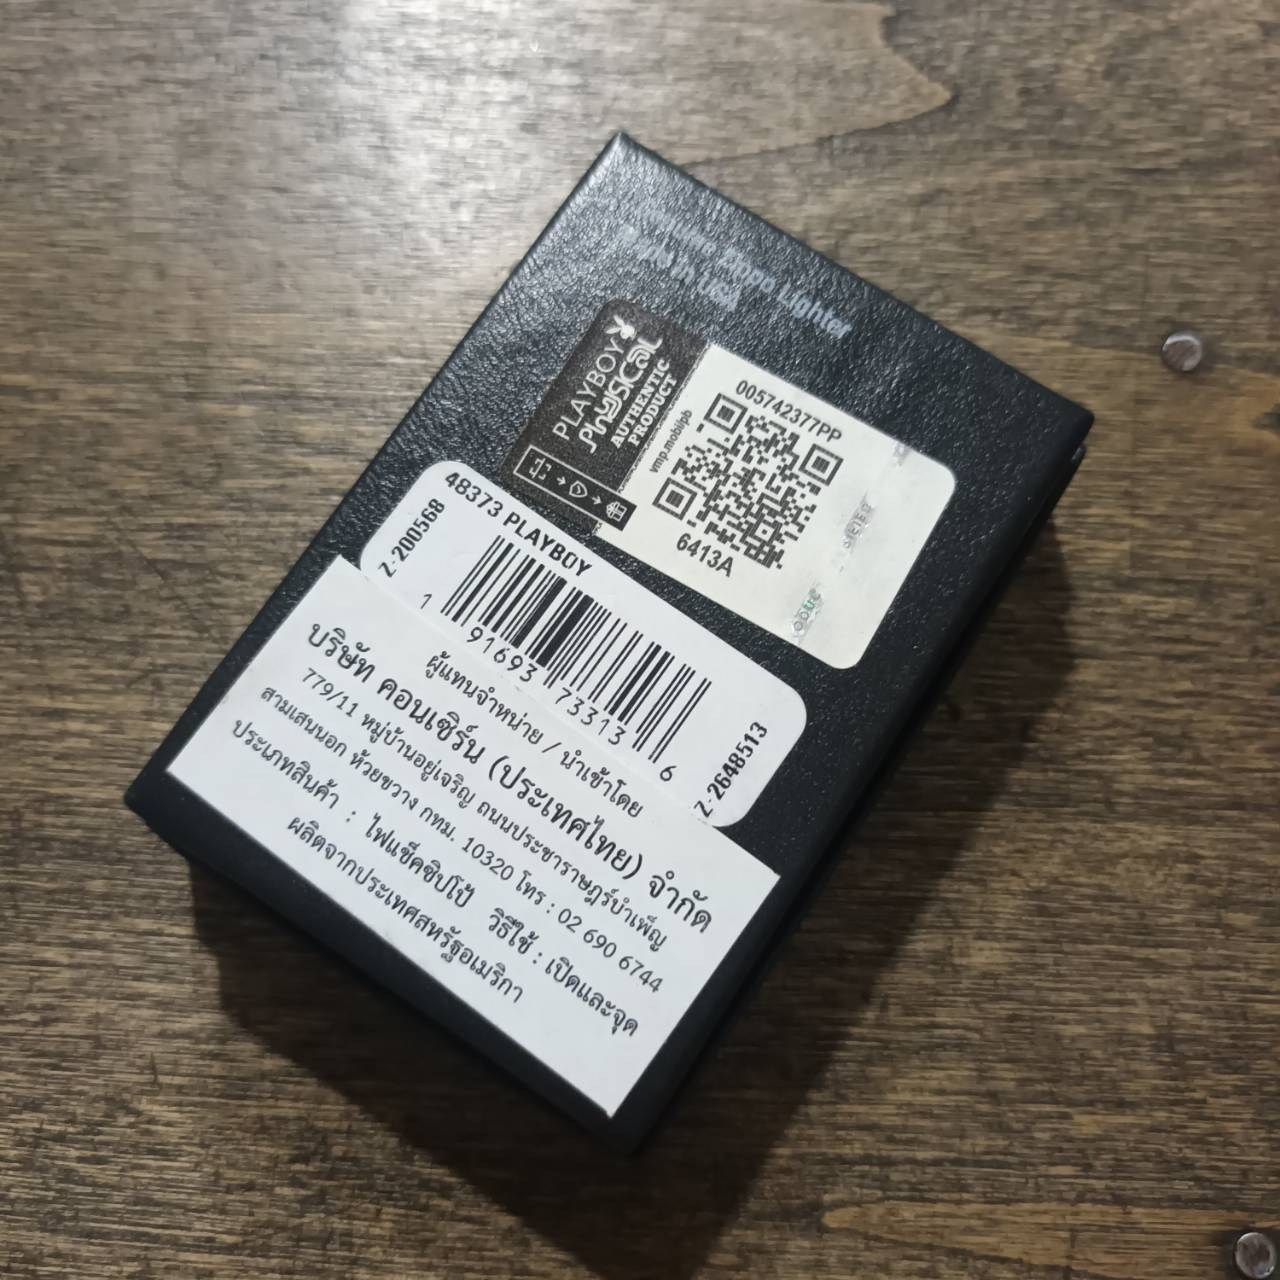 Genuine Zippo Lighter
Made in USA
PLAYBOY
Physical
AUTHENTIC
PRODUCT
vmp.mobi/pb
005742377PP
6413A
48373 PLAYBOY
Z-200568
1 91693 73313 6
Z-2648513
ผู้แทนจำหน่าย / นำเข้าโดย
บริษัท คอนเซิร์น (ประเทศไทย) จำกัด
779/11 หมู่บ้านอยู่เจริญ ถนนประชาราษฎร์บำเพ็ญ
สามเสนนอก ห้วยขวาง กทม. 10320 โทร : 02 690 6744
ประเภทสินค้า : ไฟแช็คซิปโป้ วิธีใช้ : เปิดและจุด
ผลิตจากประเทศสหรัฐอเมริกา